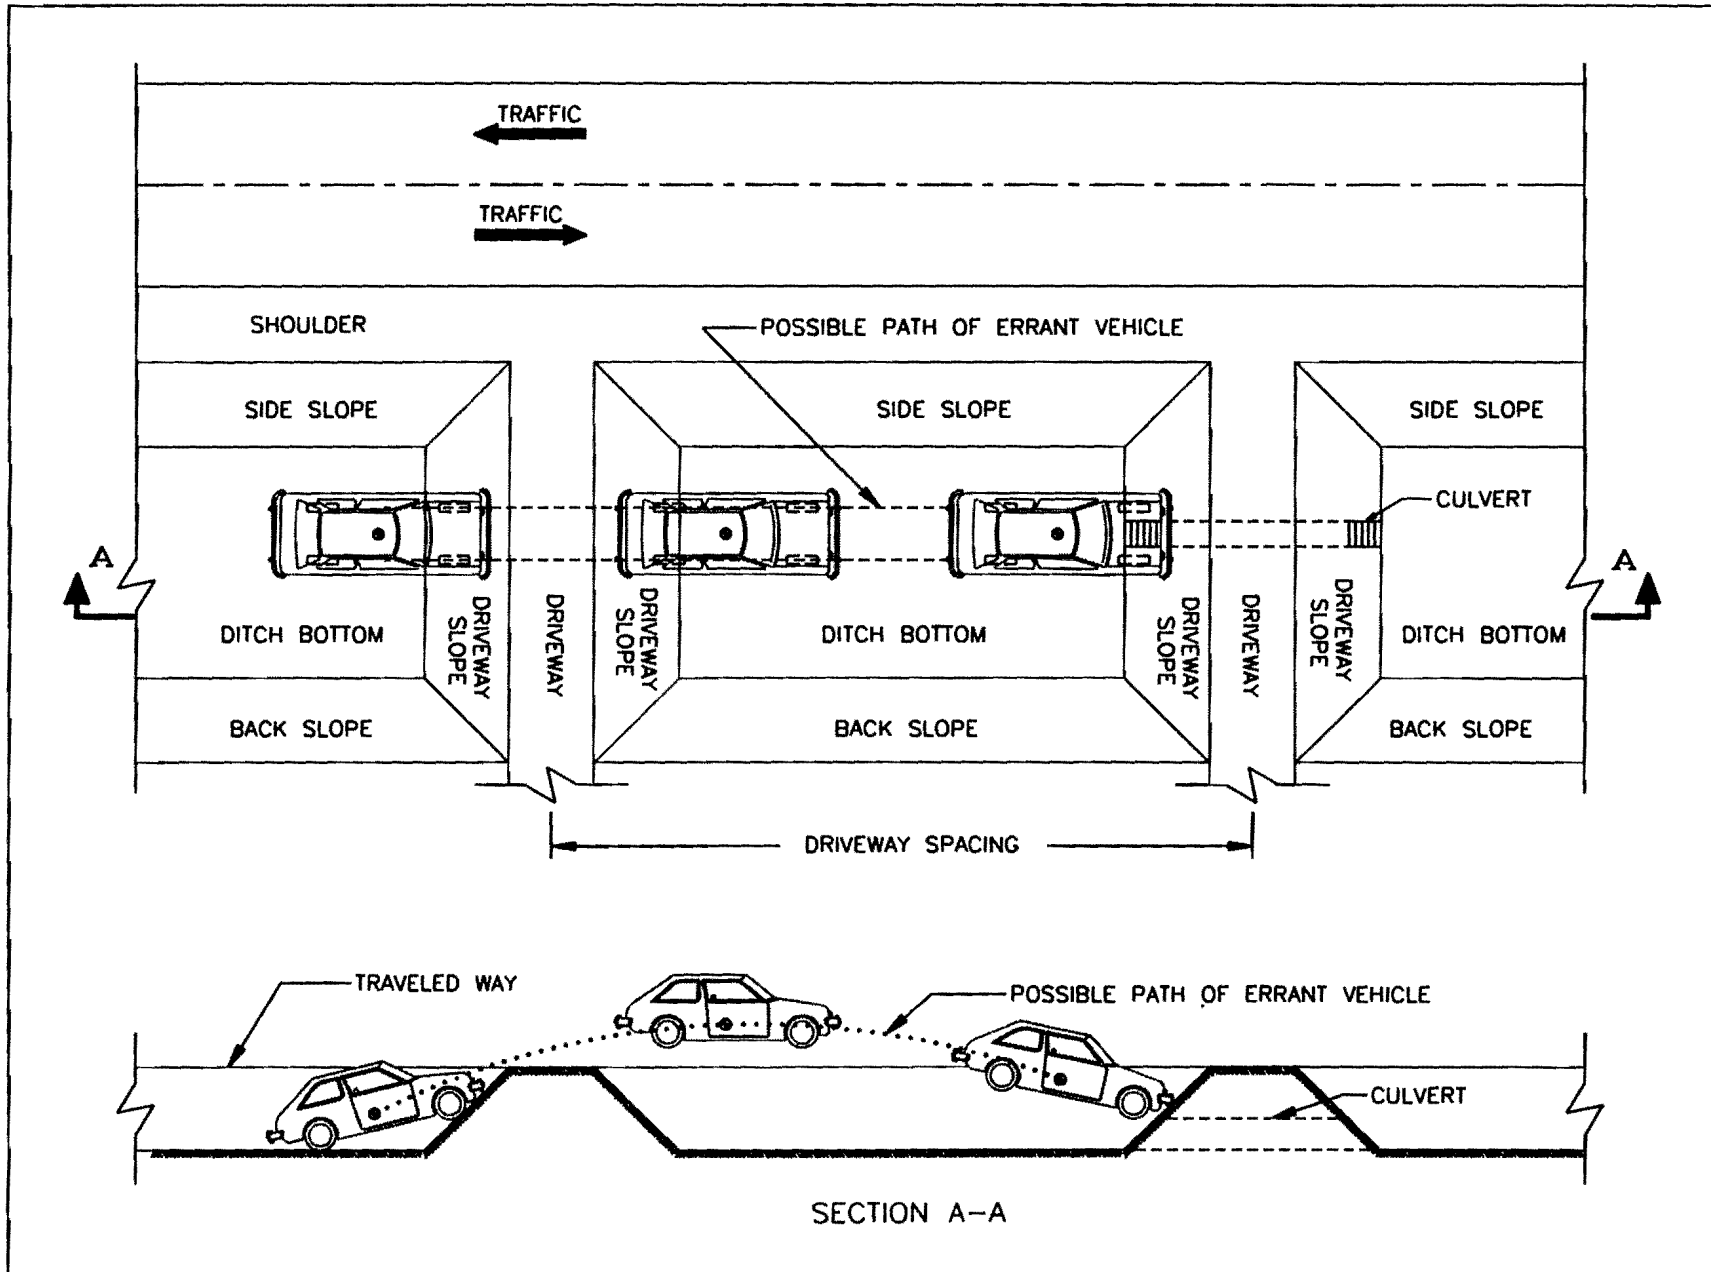 TRAFFIC
TRAFFIC
SHOULDER
POSSIBLE PATH OF ERRANT VEHICLE
SIDE SLOPE
SIDE SLOPE
SIDE SLOPE
CULVERT
A
A
DRIVEWAY
SLOPE
DRIVEWAY
DRIVEWAY
SLOPE
DRIVEWAY
SLOPE
DRIVEWAY
DRIVEWAY
SLOPE
DITCH BOTTOM
DITCH BOTTOM
DITCH BOTTOM
BACK SLOPE
BACK SLOPE
BACK SLOPE
DRIVEWAY SPACING
TRAVELED WAY
POSSIBLE PATH OF ERRANT VEHICLE
CULVERT
SECTION A-A